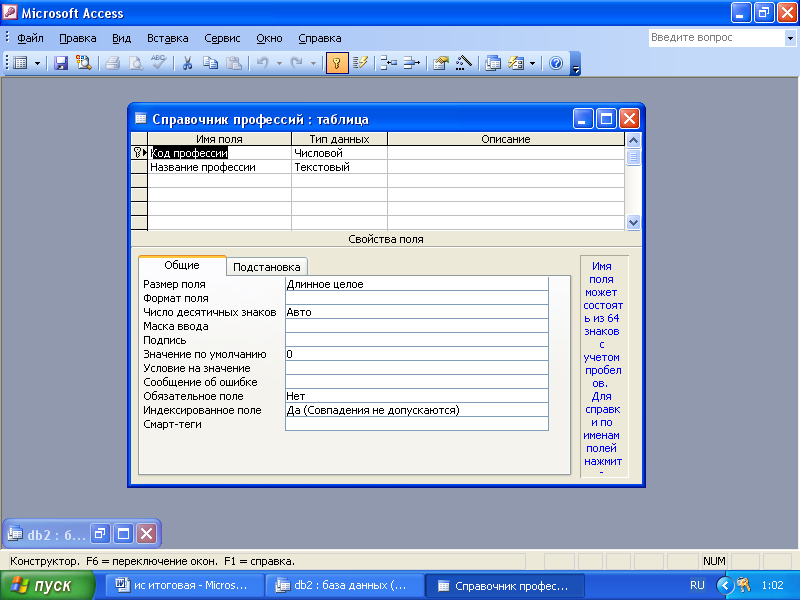 Microsoft Access
Файл Правка Вид Вставка Сервис Окно Справка
Введите вопрос
Справочник профессий : таблица
Имя поля Тип данных Описание
Код профессии Числовой
Название профессии Текстовый
Свойства поля
Общие Подстановка
Размер поля Длинное целое
Формат поля
Число десятичных знаков Авто
Маска ввода
Подпись
Значение по умолчанию 0
Условие на значение
Сообщение об ошибке
Обязательное поле Нет
Индексированное поле Да (Совпадения не допускаются)
Смарт-теги
Имя
поля
может
состоят
ь из 64
знаков
с
учетом
пробел
ов.
Для
справк
и по
именам
полей
нажмит
db2 : б...
Конструктор. F6 = переключение окон. F1 = справка. NUM
пуск ис итоговая - Micros... db2 : база данных (... Справочник профес... RU 1:02